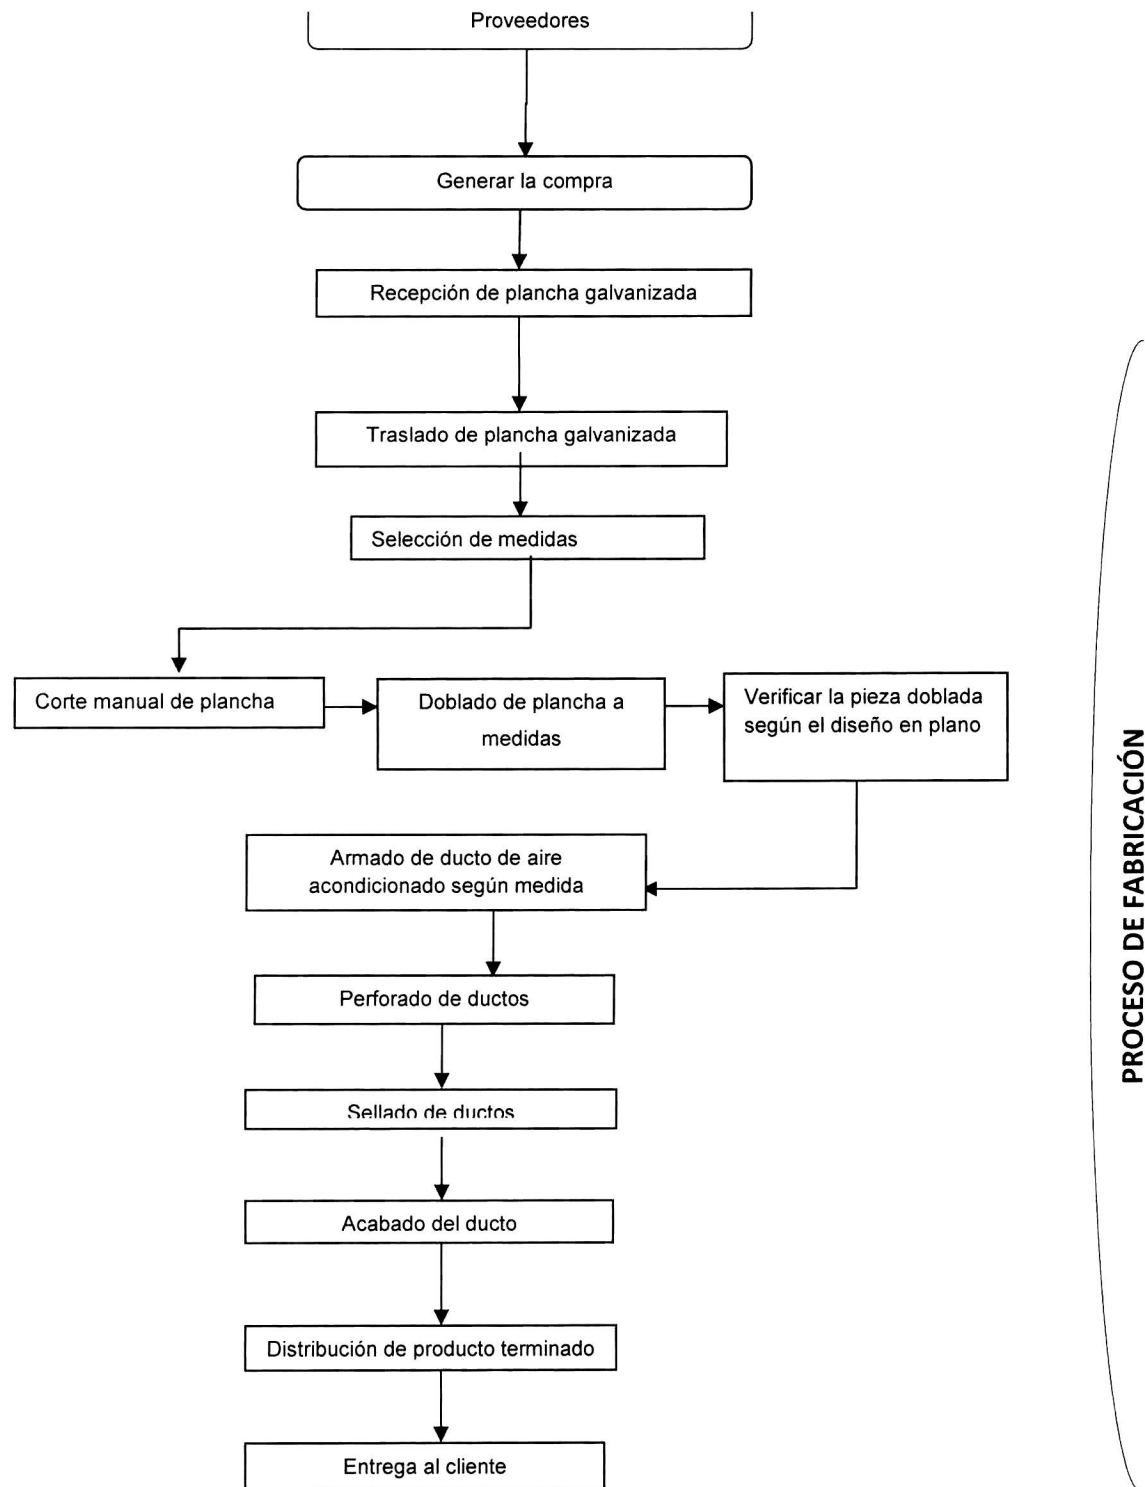 Proveedores
Generar la compra
Recepción de plancha galvanizada
Traslado de plancha galvanizada
Selección de medidas
Corte manual de plancha
Doblado de plancha a
medidas
Verificar la pieza doblada
según el diseño en plano
Armado de ducto de aire
acondicionado según medida
Perforado de ductos
Sellado de ductos
Acabado del ducto
Distribución de producto terminado
Entrega al cliente
PROCESO DE FABRICACIÓN